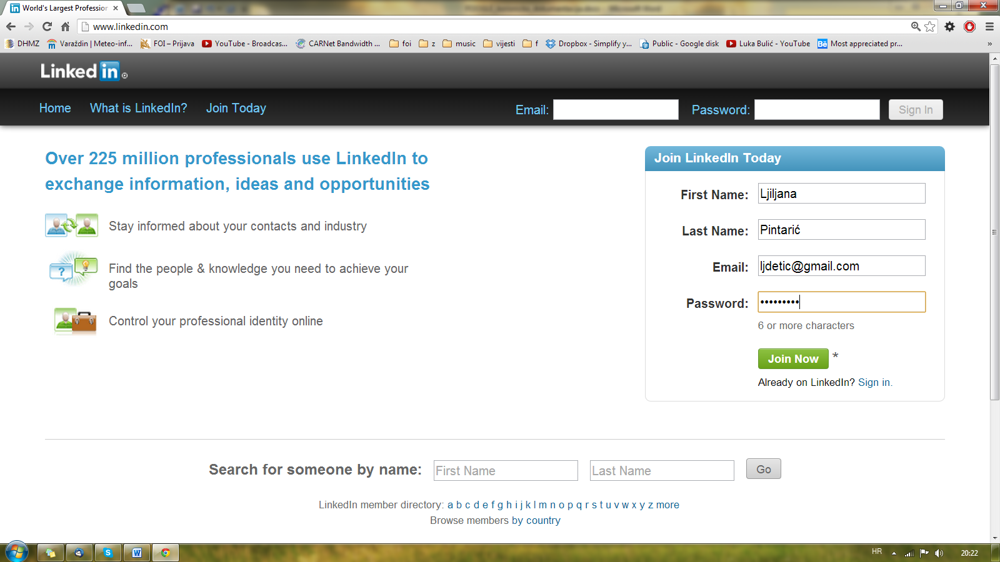 World's Largest Profession
www.linkedin.com
DHMZ
Varaždin | Meteo-inf...
FOI – Prijava
YouTube - Broadcas...
CARNet Bandwidth ...
foi
z
music
vijesti
f
Dropbox - Simplify y...
Public - Google disk
Luka Bulić - YouTube
Bē Most appreciated pr...
»
Linked in
Home What is LinkedIn? Join Today
Email:
Password:
Sign In
Over 225 million professionals use LinkedIn to
exchange information, ideas and opportunities
Stay informed about your contacts and industry
Find the people & knowledge you need to achieve your
goals
Control your professional identity online
Join LinkedIn Today
First Name: Ljiljana
Last Name: Pintarić
Email: ljdetic@gmail.com
Password: •••••••••
6 or more characters
Join Now *
Already on LinkedIn? Sign in.
Search for someone by name: First Name Last Name Go
LinkedIn member directory: a b c d e f g h i j k l m n o p q r s t u v w x y z more
Browse members by country
HR
20:22